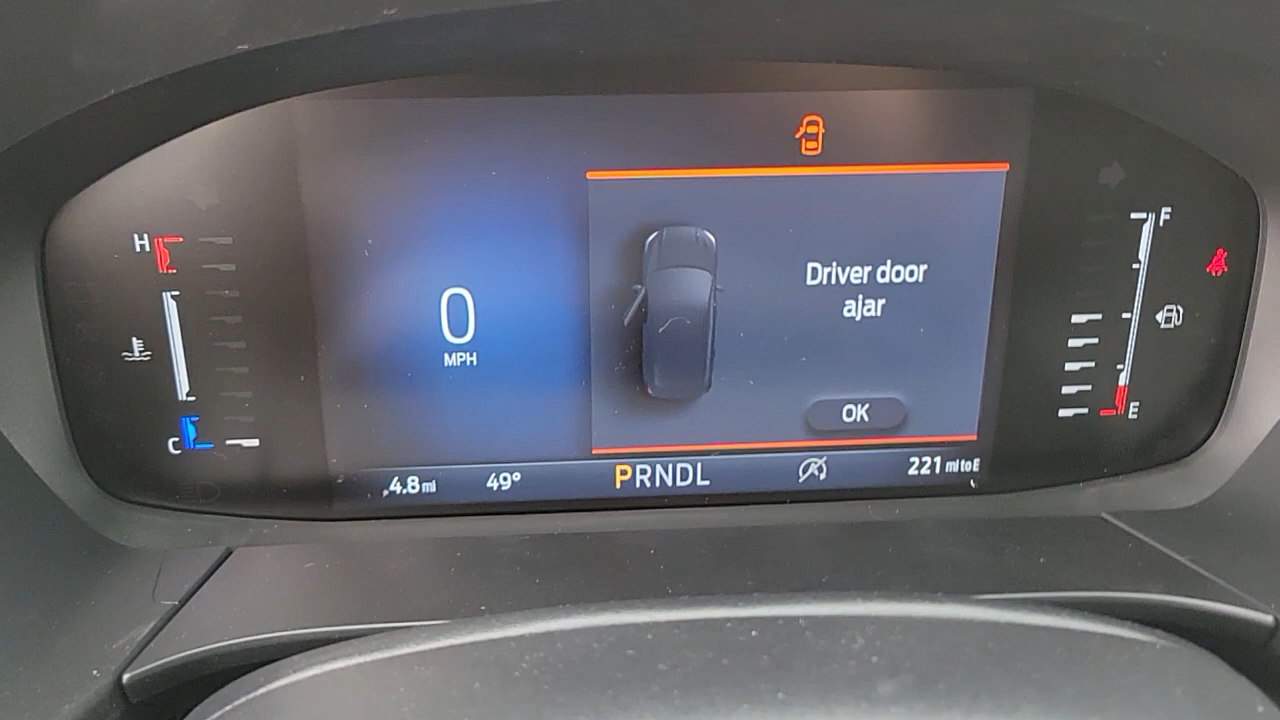 H
F
Driver door
ajar
0
MPH
OK
C
E
4.8 mi
49°
PRNDL
221 mi to E